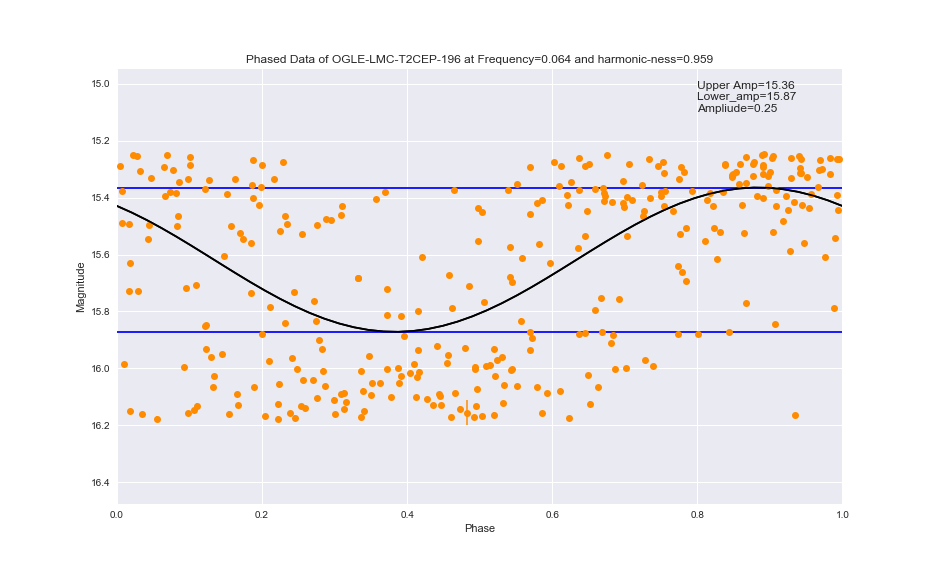 Phased Data of OGLE-LMC-T2CEP-196 at Frequency=0.064 and harmonic-ness=0.959
Upper Amp=15.36
Lower_amp=15.87
Ampliude=0.25
15.0
15.2
15.4
15.6
15.8
16.0
16.2
16.4
Magnitude
0.0 0.2 0.4 0.6 0.8 1.0
Phase